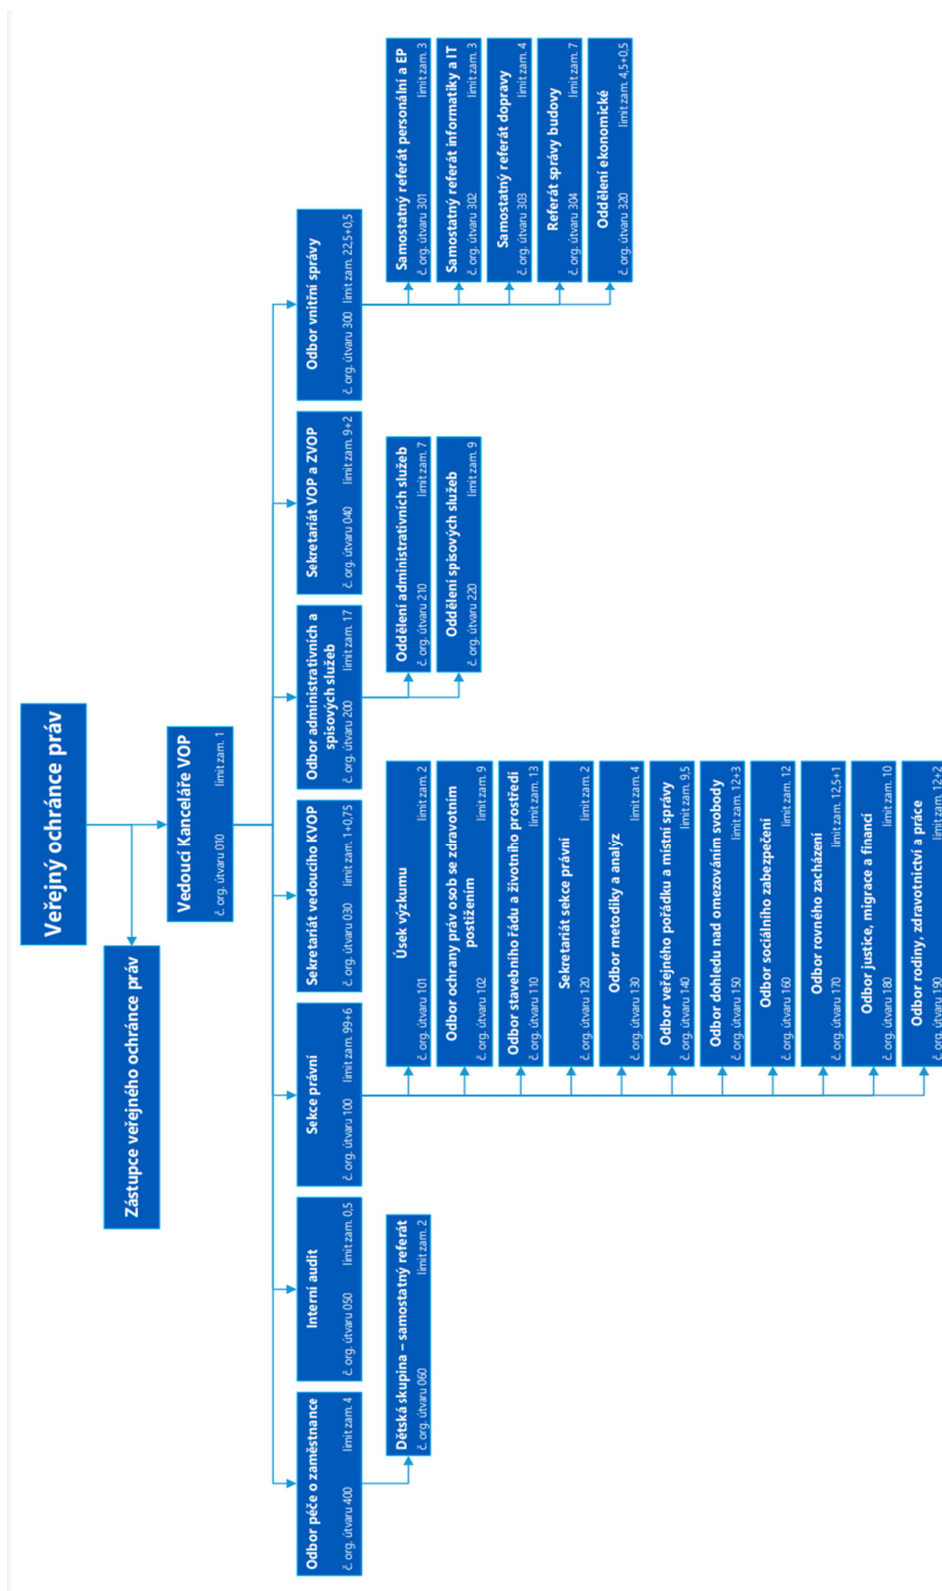 Veřejný ochránce práv
Zástupce veřejného ochránce práv
Vedoucí Kanceláře VOP
č. org. útvaru 010 limit zam. 1
Odbor péče o zaměstnance
č. org. útvaru 400 limit zam. 4
Interní audit
č. org. útvaru 050 limit zam. 0,5
Sekce právní
č. org. útvaru 100 limit zam. 99+6
Sekretariát vedoucího KVOP
č. org. útvaru 030 limit zam. 1+0,75
Odbor administrativních a
spisových služeb
č. org. útvaru 200 limit zam. 17
Sekretariát VOP a ZVOP
č. org. útvaru 040 limit zam. 9+2
Odbor vnitřní správy
č. org. útvaru 300 limit zam. 22,5+0,5
Dětská skupina – samostatný referát
č. org. útvaru 060 limit zam. 2
Úsek výzkumu
č. org. útvaru 101 limit zam. 2
Odbor ochrany práv osob se zdravotním
postižením
č. org. útvaru 102 limit zam. 9
Odbor stavebního řádu a životního prostředí
č. org. útvaru 110 limit zam. 13
Sekretariát sekce právní
č. org. útvaru 120 limit zam. 2
Odbor metodiky a analýz
č. org. útvaru 130 limit zam. 4
Odbor veřejného pořádku a místní správy
č. org. útvaru 140 limit zam. 9,5
Odbor dohledu nad omezováním svobody
č. org. útvaru 150 limit zam. 12+3
Odbor sociálního zabezpečení
č. org. útvaru 160 limit zam. 12
Odbor rovného zacházení
č. org. útvaru 170 limit zam. 12,5+1
Odbor justice, migrace a financí
č. org. útvaru 180 limit zam. 10
Odbor rodiny, zdravotnictví a práce
č. org. útvaru 190 limit zam. 12+2
Oddělení administrativních služeb
č. org. útvaru 210 limit zam. 7
Oddělení spisových služeb
č. org. útvaru 220 limit zam. 9
Samostatný referát personální a EP
č. org. útvaru 301 limit zam. 3
Samostatný referát informatiky a IT
č. org. útvaru 302 limit zam. 3
Samostatný referát dopravy
č. org. útvaru 303 limit zam. 4
Referát správy budovy
č. org. útvaru 304 limit zam. 7
Oddělení ekonomické
č. org. útvaru 320 limit zam. 4,5+0,5